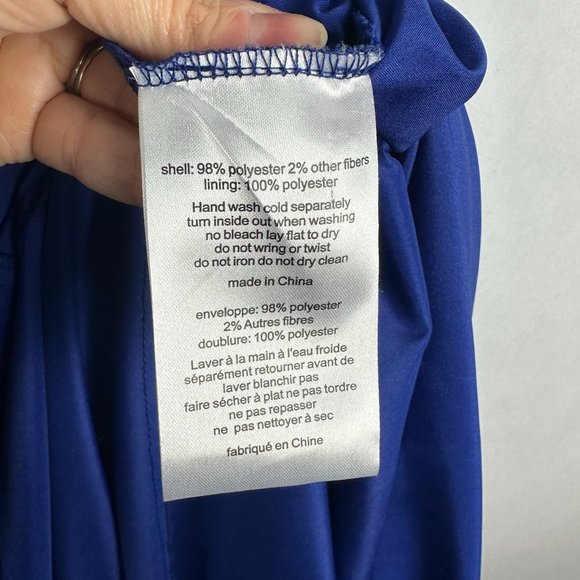 shell: 98% polyester 2% other fibers
lining: 100% polyester
Hand wash cold separately
turn inside out when washing
no bleach lay flat to dry
do not wring or twist
do not iron do not dry clean
made in China
enveloppe: 98% polyester
2% Autres fibres
doublure: 100% polyester
Laver à la main à l'eau froide
séparément retourner avant de
laver blanchir pas
faire sécher à plat ne pas tordre
ne pas repasser
ne pas nettoyer à sec
fabriqué en Chine